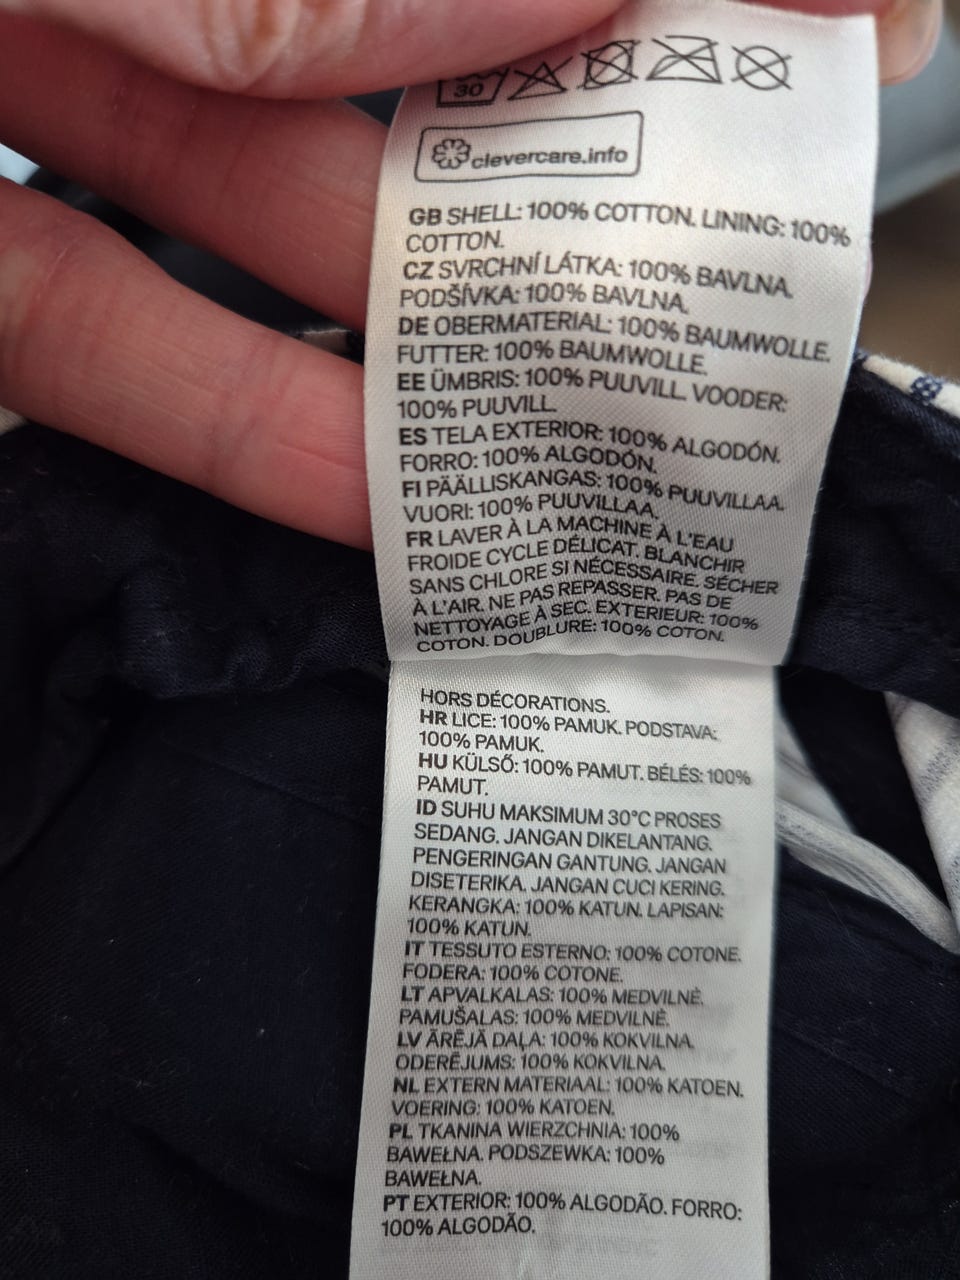 30
clevercare.info
GB SHELL: 100% COTTON. LINING: 100%
COTTON.
CZ SVRCHNÍ LÁTKA: 100% BAVLNA.
PODŠÍVKA: 100% BAVLNA.
DE OBERMATERIAL: 100% BAUMWOLLE.
FUTTER: 100% BAUMWOLLE.
EE ÜMBRIS: 100% PUUVILL. VOODER:
100% PUUVILL.
ES TELA EXTERIOR: 100% ALGODÓN.
FORRO: 100% ALGODÓN.
FI PÄÄLLISKANGAS: 100% PUUVILLAA.
VUORI: 100% PUUVILLAA.
FR LAVER À LA MACHINE À L'EAU
FROIDE CYCLE DÉLICAT. BLANCHIR
SANS CHLORE SI NÉCESSAIRE. SÉCHER
À L'AIR. NE PAS REPASSER. PAS DE
NETTOYAGE À SEC. EXTERIEUR: 100%
COTON. DOUBLURE: 100% COTON.
HORS DÉCORATIONS.
HR LICE: 100% PAMUK. PODSTAVA:
100% PAMUK.
HU KÜLSŐ: 100% PAMUT. BÉLÉS: 100%
PAMUT.
ID SUHU MAKSIMUM 30°C PROSES
SEDANG. JANGAN DIKELANTANG.
PENGERINGAN GANTUNG. JANGAN
DISETERIKA. JANGAN CUCI KERING.
KERANGKA: 100% KATUN. LAPISAN:
100% KATUN.
IT TESSUTO ESTERNO: 100% COTONE.
FODERA: 100% COTONE.
LT APVALKALAS: 100% MEDVILNĖ.
PAMUŠALAS: 100% MEDVILNĖ.
LV ĀRĒJĀ DAĻA: 100% KOKVILNA.
ODERĒJUMS: 100% KOKVILNA.
NL EXTERN MATERIAAL: 100% KATOEN.
VOERING: 100% KATOEN.
PL TKANINA WIERZCHNIA: 100%
BAWEŁNA. PODSZEWKA: 100%
BAWEŁNA.
PT EXTERIOR: 100% ALGODÃO. FORRO:
100% ALGODÃO.